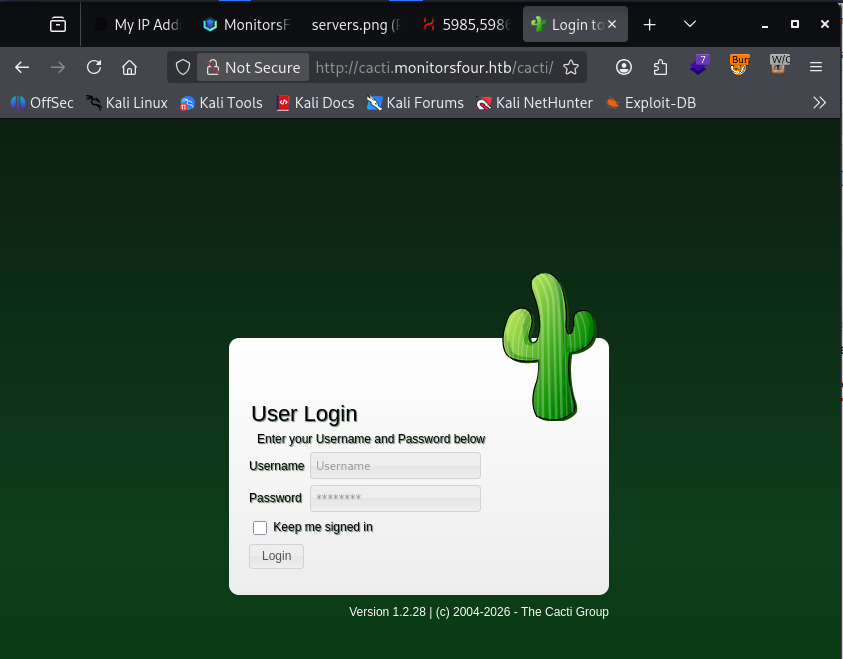 My IP Add
MonitorsF
servers.png (
5985,5986
Login to
Not Secure
http://cacti.monitorsfour.htb/cacti/
7
OffSec
Kali Linux
Kali Tools
Kali Docs
Kali Forums
Kali NetHunter
Exploit-DB
User Login
Enter your Username and Password below
Username
Username
Password
********
Keep me signed in
Login
Version 1.2.28 | (c) 2004-2026 - The Cacti Group